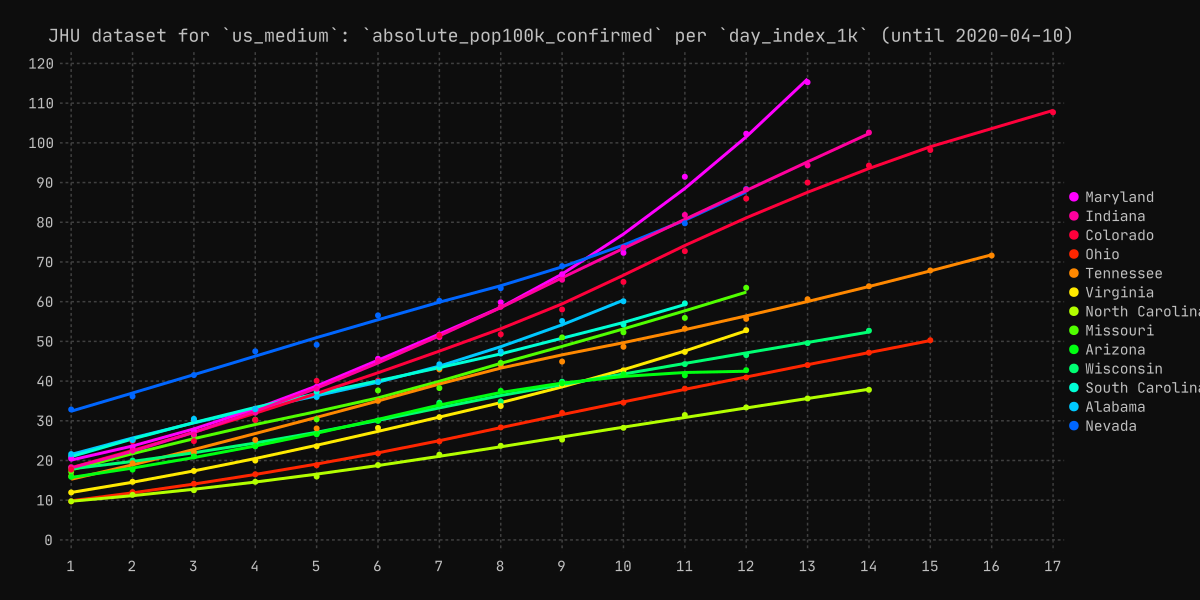 JHU dataset for `us_medium`: `absolute_pop100k_confirmed` per `day_index_1k` (until 2020-04-10)
120
110
100
90
80
70
60
50
40
30
20
10
0
1 2 3 4 5 6 7 8 9 10 11 12 13 14 15 16 17
Maryland
Indiana
Colorado
Ohio
Tennessee
Virginia
North Carolina
Missouri
Arizona
Wisconsin
South Carolina
Alabama
Nevada